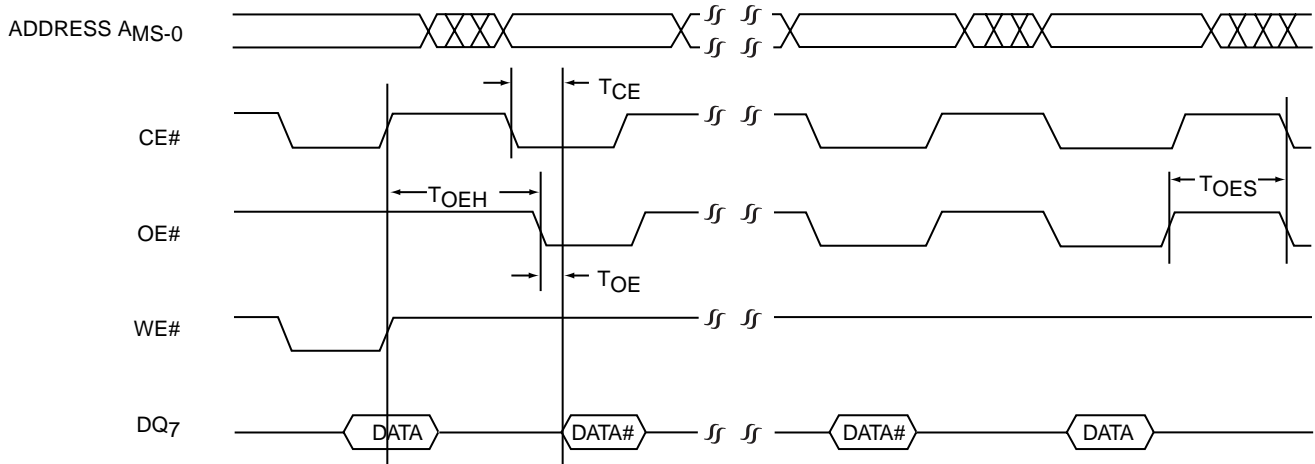 ADDRESS AMS-0
TCE
CE#
TOEH
TOES
OE#
TOE
WE#
DQ7
DATA
DATA#
DATA#
DATA